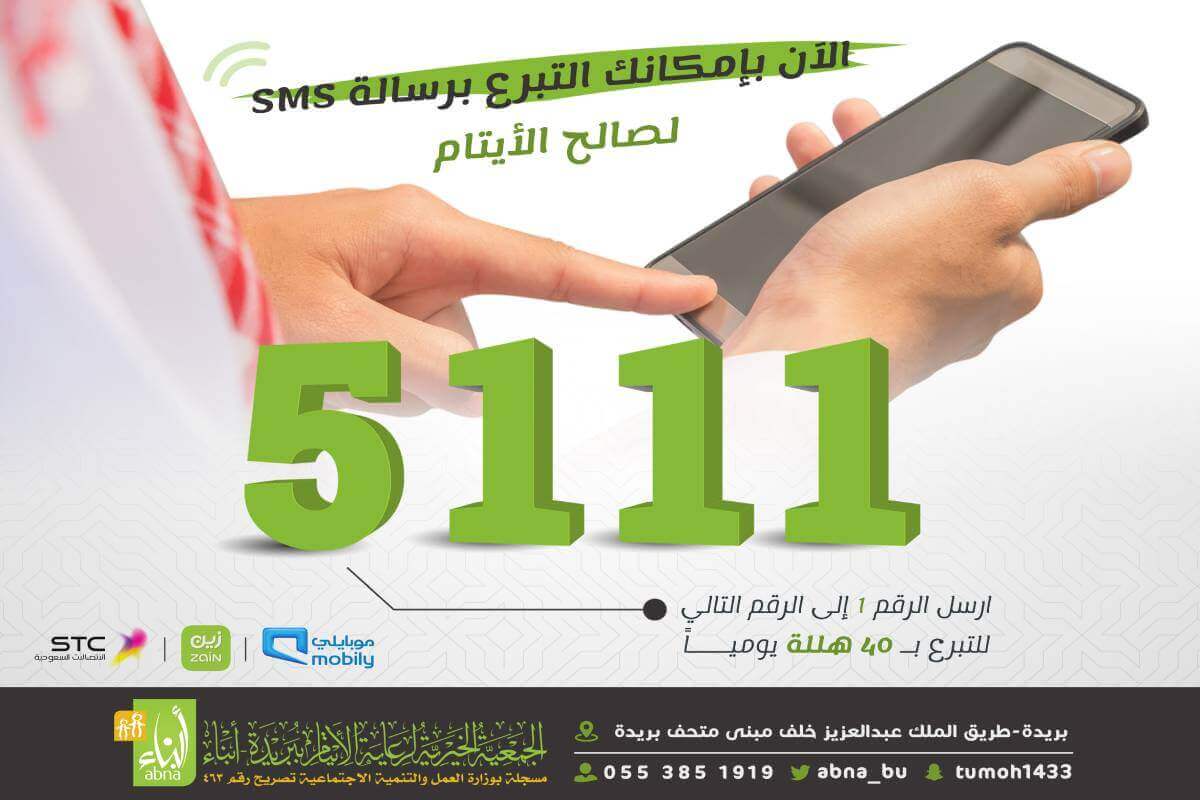 الآن بإمكانك التبرع برسالة SMS
لصالح الأيتام
5111
ارسل الرقم 1 إلى الرقم التالي
للتبرع بـ 40 هللة يوميـــــاً
موبايلي
mobily
زين
zain
STC
الاتصالات السعودية
أبناء
abna
الجمعية الخيرية لرعاية الأيتام ببريدة - أبناء
مسجلة بوزارة العمل والتنمية الاجتماعية تصريح رقم ٤٦٣
بريدة-طريق الملك عبدالعزيز خلف مبنى متحف بريدة
055 385 1919 abna_bu tumoh1433